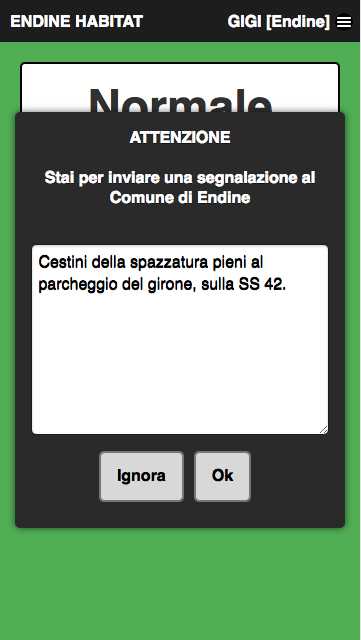 ENDINE HABITAT GIGI [Endine]
Normale
ATTENZIONE
Stai per inviare una segnalazione al
Comune di Endine
Cestini della spazzatura pieni al
parcheggio del girone, sulla SS 42.
Ignora Ok